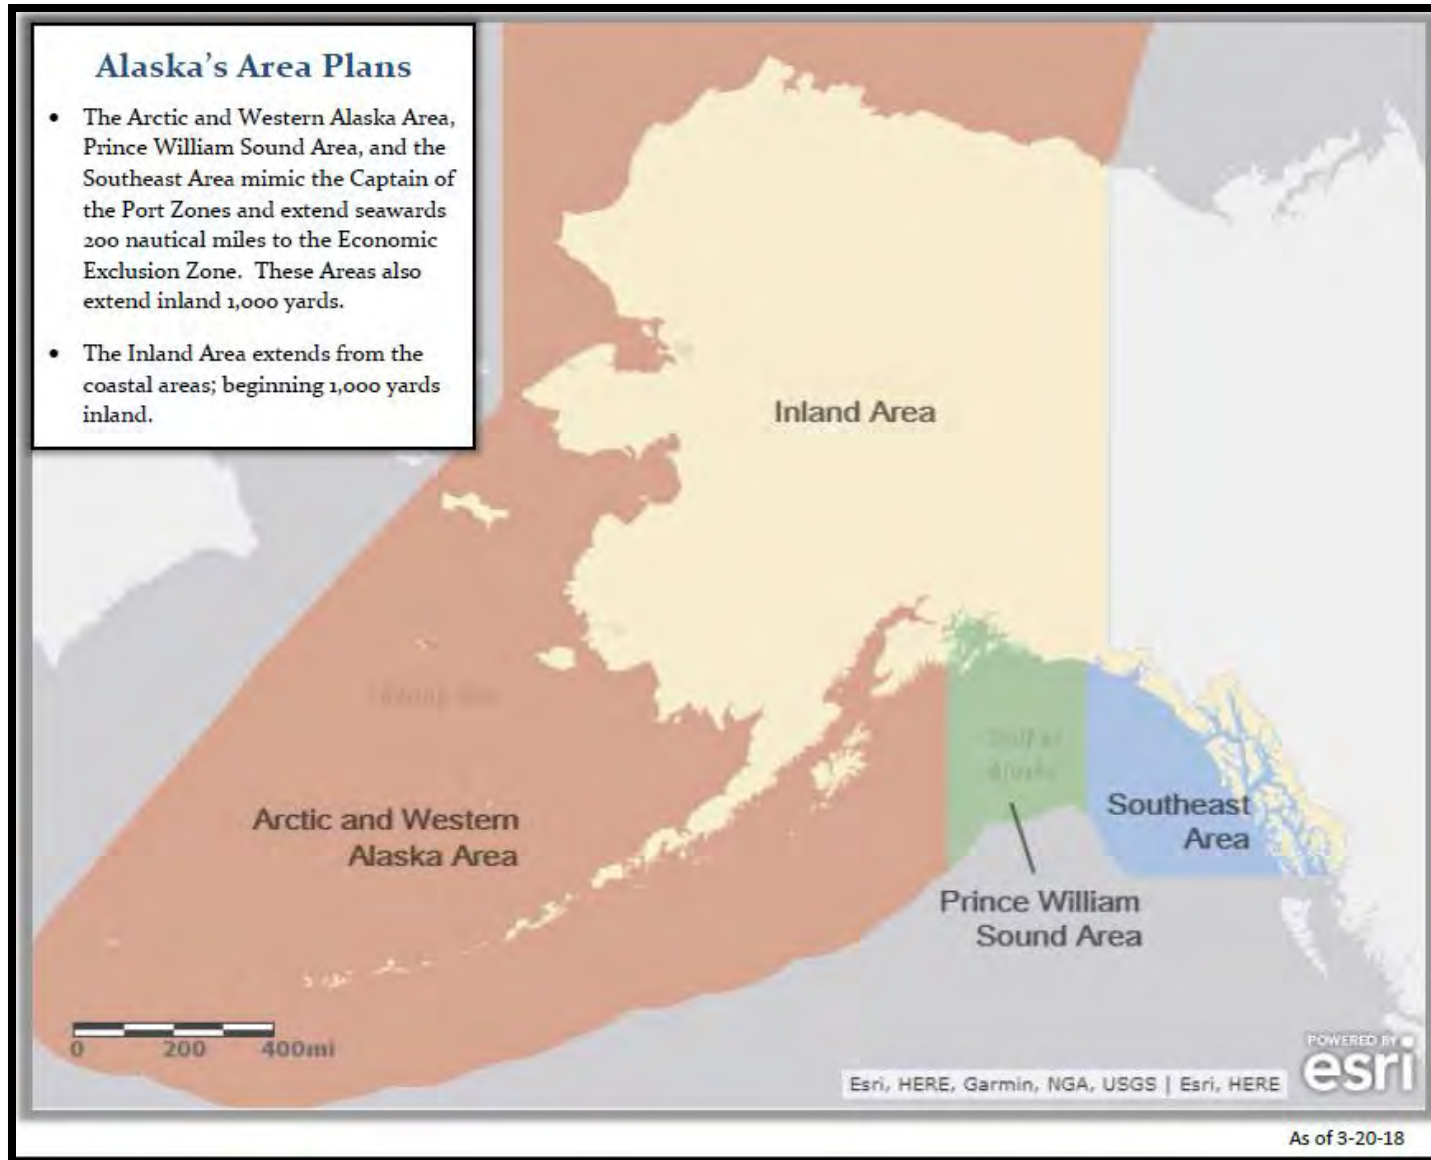 Alaska's Area Plans
• The Arctic and Western Alaska Area,
Prince William Sound Area, and the
Southeast Area mimic the Captain of
the Port Zones and extend seawards
200 nautical miles to the Economic
Exclusion Zone.  These Areas also
extend inland 1,000 yards.
• The Inland Area extends from the
coastal areas; beginning 1,000 yards
inland.
Inland Area
Arctic and Western
Alaska Area
Gulf of
Alaska
Southeast
Area
Prince William
Sound Area
0 200 400mi
POWERED BY
esri
Esri, HERE, Garmin, NGA, USGS | Esri, HERE
As of 3-20-18